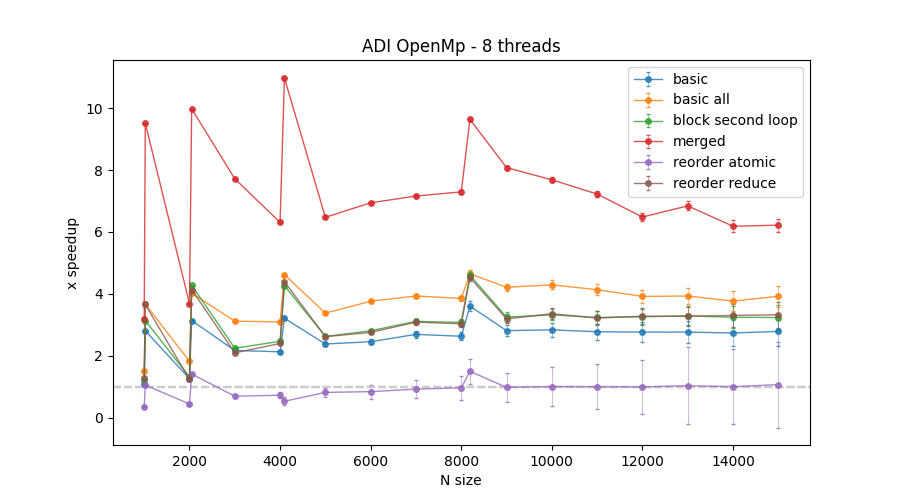 ADI OpenMp - 8 threads
basic
basic all
block second loop
merged
reorder atomic
reorder reduce
x speedup
10
8
6
4
2
0
2000 4000 6000 8000 10000 12000 14000
N size